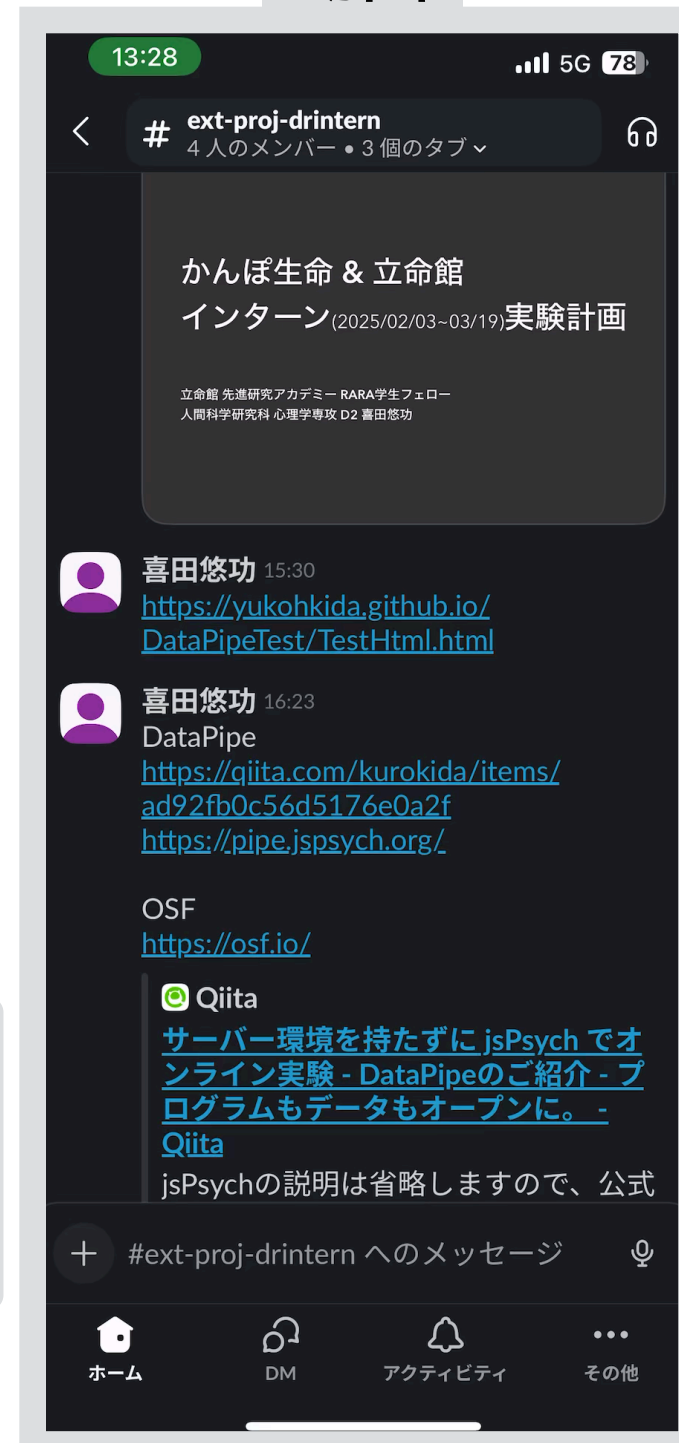 13:28
5G 78
ext-proj-drintern
# 4 人のメンバー • 3 個のタブ
かんぽ生命 & 立命館
インターン(2025/02/03~03/19)実験計画
立命館 先進研究アカデミー RARA学生フェロー
人間科学研究科 心理学専攻 D2 喜田悠功
喜田悠功 15:30
https://yukohkida.github.io/
DataPipeTest/TestHtml.html
喜田悠功 16:23
DataPipe
https://qiita.com/kurokida/items/
ad92fb0c56d5176e0a2f
https://pipe.jspsych.org/
OSF
https://osf.io/
Qiita
サーバー環境を持たずに jsPsych でオ
ンライン実験 - DataPipeのご紹介 - プ
ログラムもデータもオープンに。 -
Qiita
jsPsychの説明は省略しますので、公式
#ext-proj-drintern へのメッセージ
ホーム
DM
アクティビティ
その他